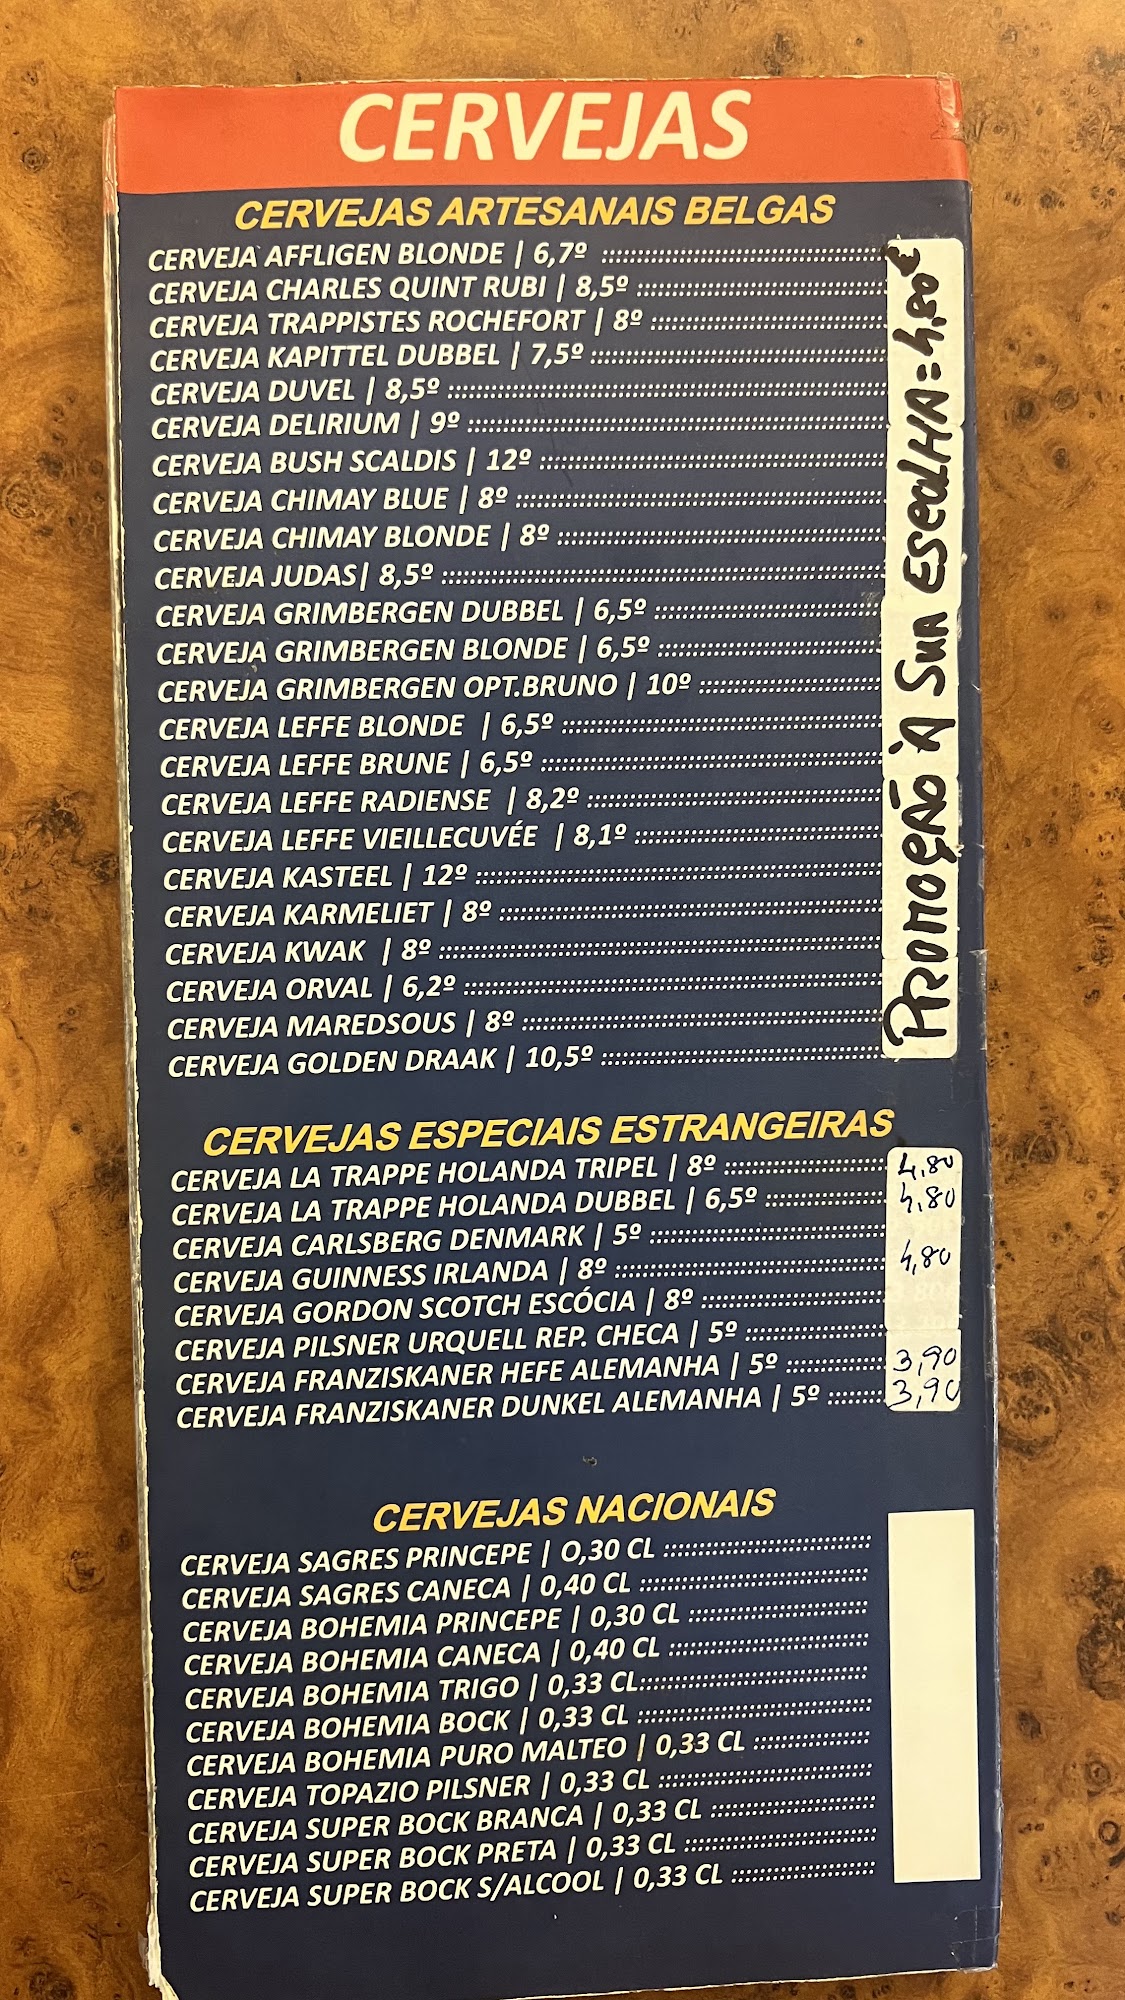 CERVEJAS
CERVEJAS ARTESANAIS BELGAS
CERVEJA AFFLIGEN BLONDE | 6,7º
CERVEJA CHARLES QUINT RUBI | 8,5º
CERVEJA TRAPPISTES ROCHEFORT | 8º
CERVEJA KAPITTEL DUBBEL | 7,5º
CERVEJA DUVEL | 8,5º
CERVEJA DELIRIUM | 9º
CERVEJA BUSH SCALDIS | 12º
CERVEJA CHIMAY BLUE | 8º
CERVEJA CHIMAY BLONDE | 8º
CERVEJA JUDAS| 8,5º
CERVEJA GRIMBERGEN DUBBEL | 6,5º
CERVEJA GRIMBERGEN BLONDE | 6,5º
CERVEJA GRIMBERGEN OPT.BRUNO | 10º
CERVEJA LEFFE BLONDE | 6,5º
CERVEJA LEFFE BRUNE | 6,5º
CERVEJA LEFFE RADIENSE | 8,2º
CERVEJA LEFFE VIEILLECUVÉE | 8,1º
CERVEJA KASTEEL | 12º
CERVEJA KARMELIET | 8º
CERVEJA KWAK | 8º
CERVEJA ORVAL | 6,2º
CERVEJA MAREDSOUS | 8º
CERVEJA GOLDEN DRAAK | 10,5º
PROMOÇÃO À SUA ESCOLHA = 4,80€
CERVEJAS ESPECIAIS ESTRANGEIRAS
CERVEJA LA TRAPPE HOLANDA TRIPEL | 8º 4,80
CERVEJA LA TRAPPE HOLANDA DUBBEL | 6,5º 4,80
CERVEJA CARLSBERG DENMARK | 5º
CERVEJA GUINNESS IRLANDA | 8º 4,80
CERVEJA GORDON SCOTCH ESCÓCIA | 8º
CERVEJA PILSNER URQUELL REP. CHECA | 5º
CERVEJA FRANZISKANER HEFE ALEMANHA | 5º 3,90
CERVEJA FRANZISKANER DUNKEL ALEMANHA | 5º 3,90
CERVEJAS NACIONAIS
CERVEJA SAGRES PRINCEPE | O,30 CL
CERVEJA SAGRES CANECA | 0,40 CL
CERVEJA BOHEMIA PRINCEPE | 0,30 CL
CERVEJA BOHEMIA CANECA | 0,40 CL
CERVEJA BOHEMIA TRIGO | 0,33 CL
CERVEJA BOHEMIA BOCK | 0,33 CL
CERVEJA BOHEMIA PURO MALTEO | 0,33 CL
CERVEJA TOPAZIO PILSNER | 0,33 CL
CERVEJA SUPER BOCK BRANCA | 0,33 CL
CERVEJA SUPER BOCK PRETA | 0,33 CL
CERVEJA SUPER BOCK S/ALCOOL | 0,33 CL